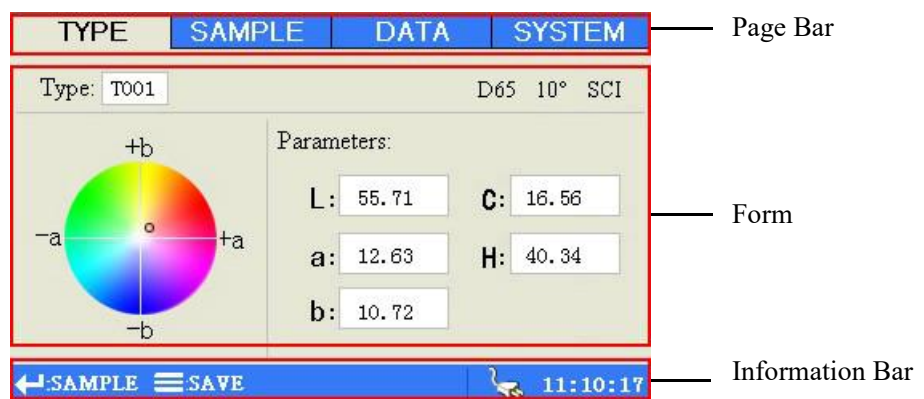 TYPE SAMPLE DATA SYSTEM Page Bar
Type: T001 D65 10° SCI
Parameters:
+b
L: 55.71 C: 16.56
Form
-a +a
a: 12.63 H: 40.34
b: 10.72
-b
:SAMPLE :SAVE 11:10:17 Information Bar